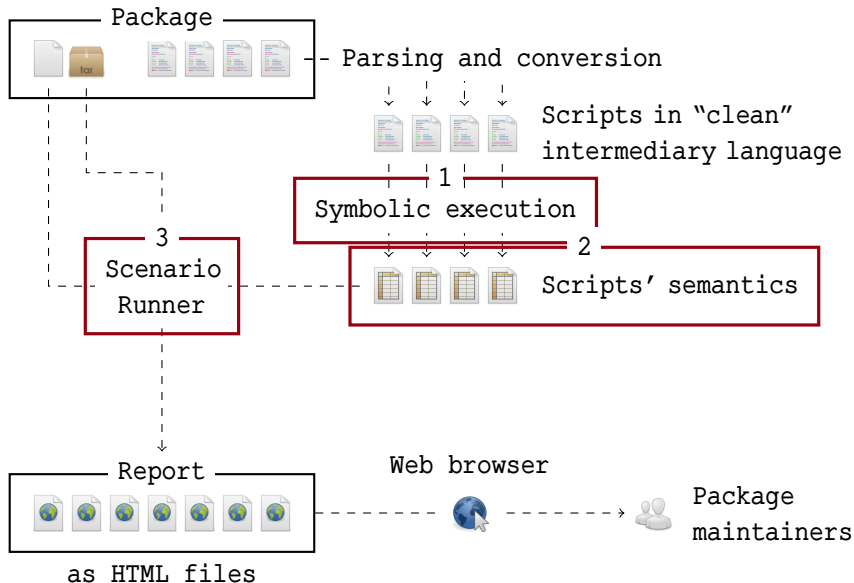 Package
tar
Parsing and conversion
Scripts in “clean”
intermediary language
1
Symbolic execution
2
Scripts’ semantics
3
Scenario
Runner
Report
Web browser
Package
maintainers
as HTML files